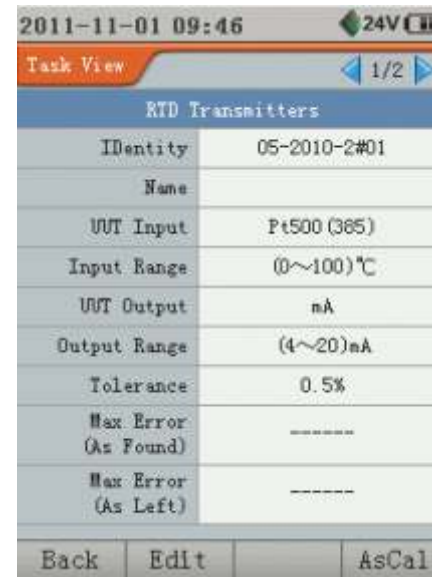 2011-11-01 09:46 24V
Task View 1/2
RTD Transmitters
IDentity 05-2010-2#01
Name
UUT Input Pt500(385)
Input Range (0～100)℃
UUT Output mA
Output Range (4～20)mA
Tolerance 0.5%
Max Error
(As Found) ------
Max Error
(As Left) ------
Back Edit AsCal